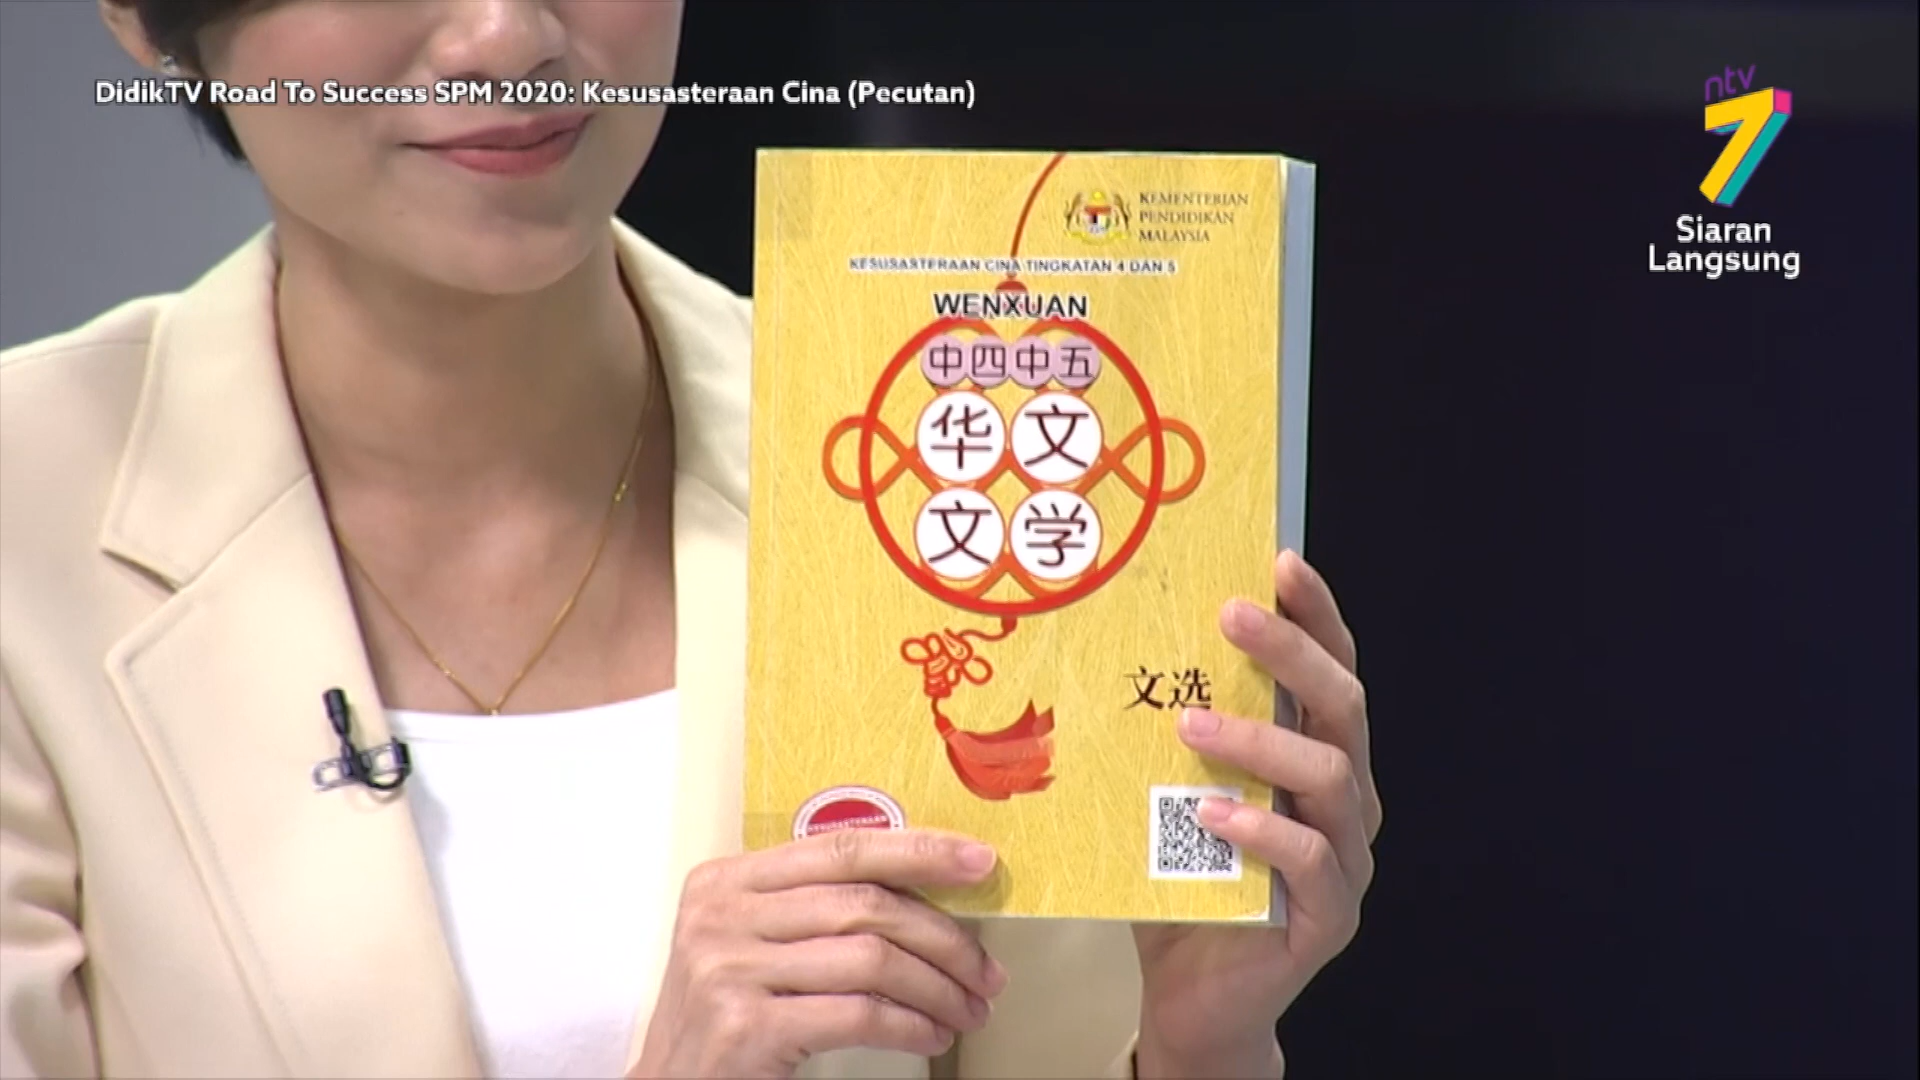 DidikTV Road To Success SPM 2020: Kesusasteraan Cina (Pecutan)
ntv
7
Siaran
Langsung
KEMENTERIAN
PENDIDIKAN
MALAYSIA
KESUSASTERAAN CINA TINGKATAN 4 DAN 5
WENXUAN
中四中五
华文
文学
文选
KESUSASTERAAN